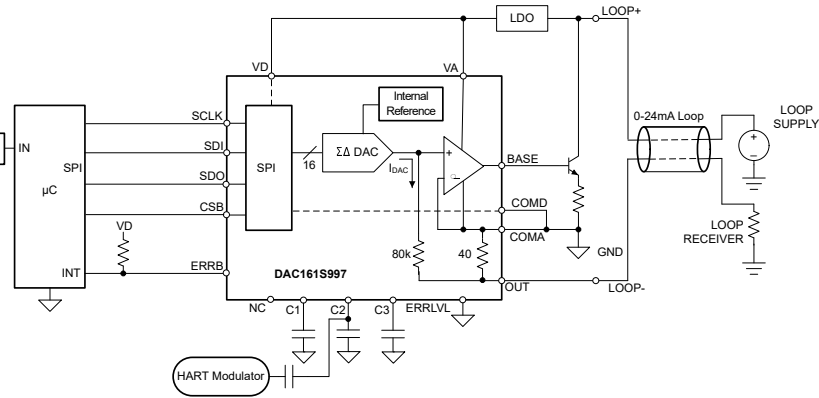 LDO
LOOP+
VD
VA
Internal
Reference
0-24mA Loop
LOOP
SUPPLY
SCLK
IN
SDI
ΣΔ DAC
BASE
SPI
16
SPI
µC
SDO
IDAC
CSB
COMD
VD
COMA
LOOP
RECEIVER
80k
40
GND
INT
ERRB
DAC161S997
OUT
LOOP-
NC
C1
C2
C3
ERRLVL
HART Modulator